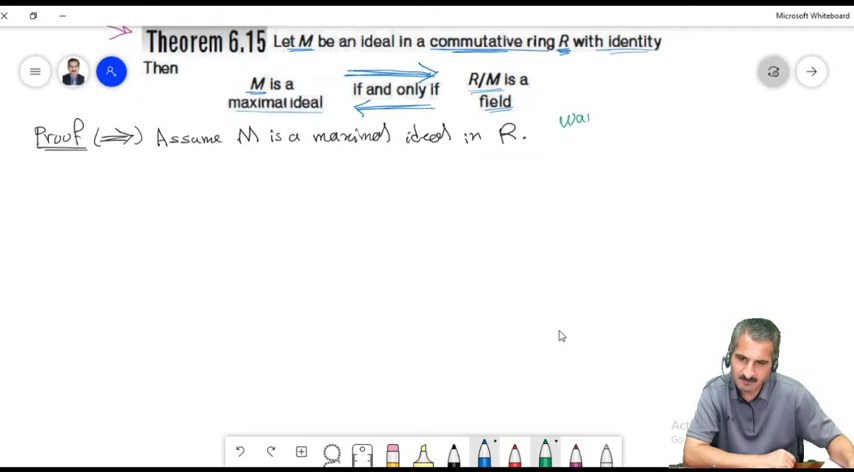 Microsoft Whiteboard
Theorem 6.15 Let M be an ideal in a commutative ring R with identity
Then
M is a maximal ideal if and only if R/M is a field
Proof (⟹) Assume M is a maximal ideal in R.